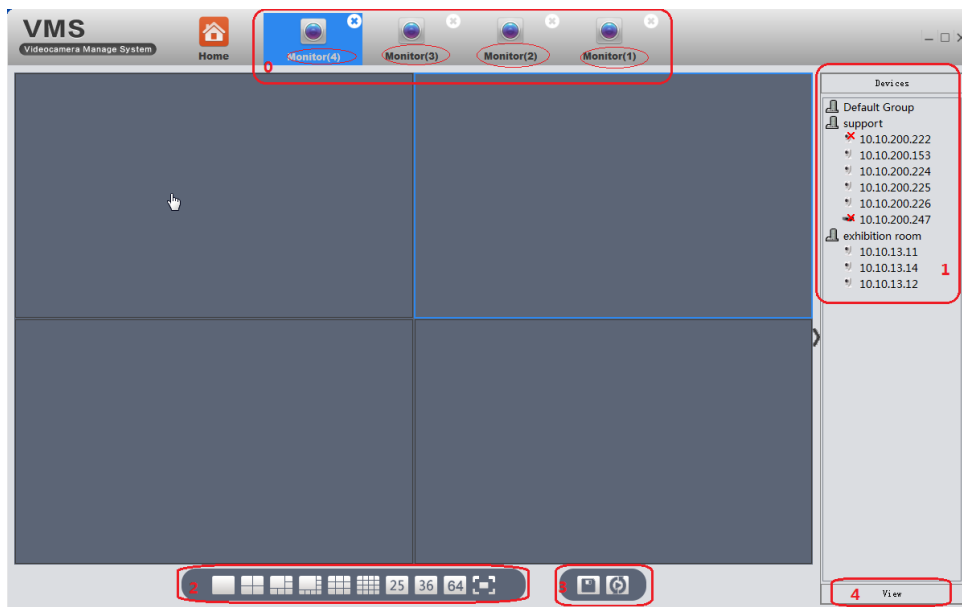 VMS
Videocamera Manage System
Home
Monitor(4)
Monitor(3)
Monitor(2)
Monitor(1)
0
Devices
Default Group
support
10.10.200.222
10.10.200.153
10.10.200.224
10.10.200.225
10.10.200.226
10.10.200.247
exhibition room
10.10.13.11
10.10.13.14
10.10.13.12
1
2
25
36
64
3
4
View